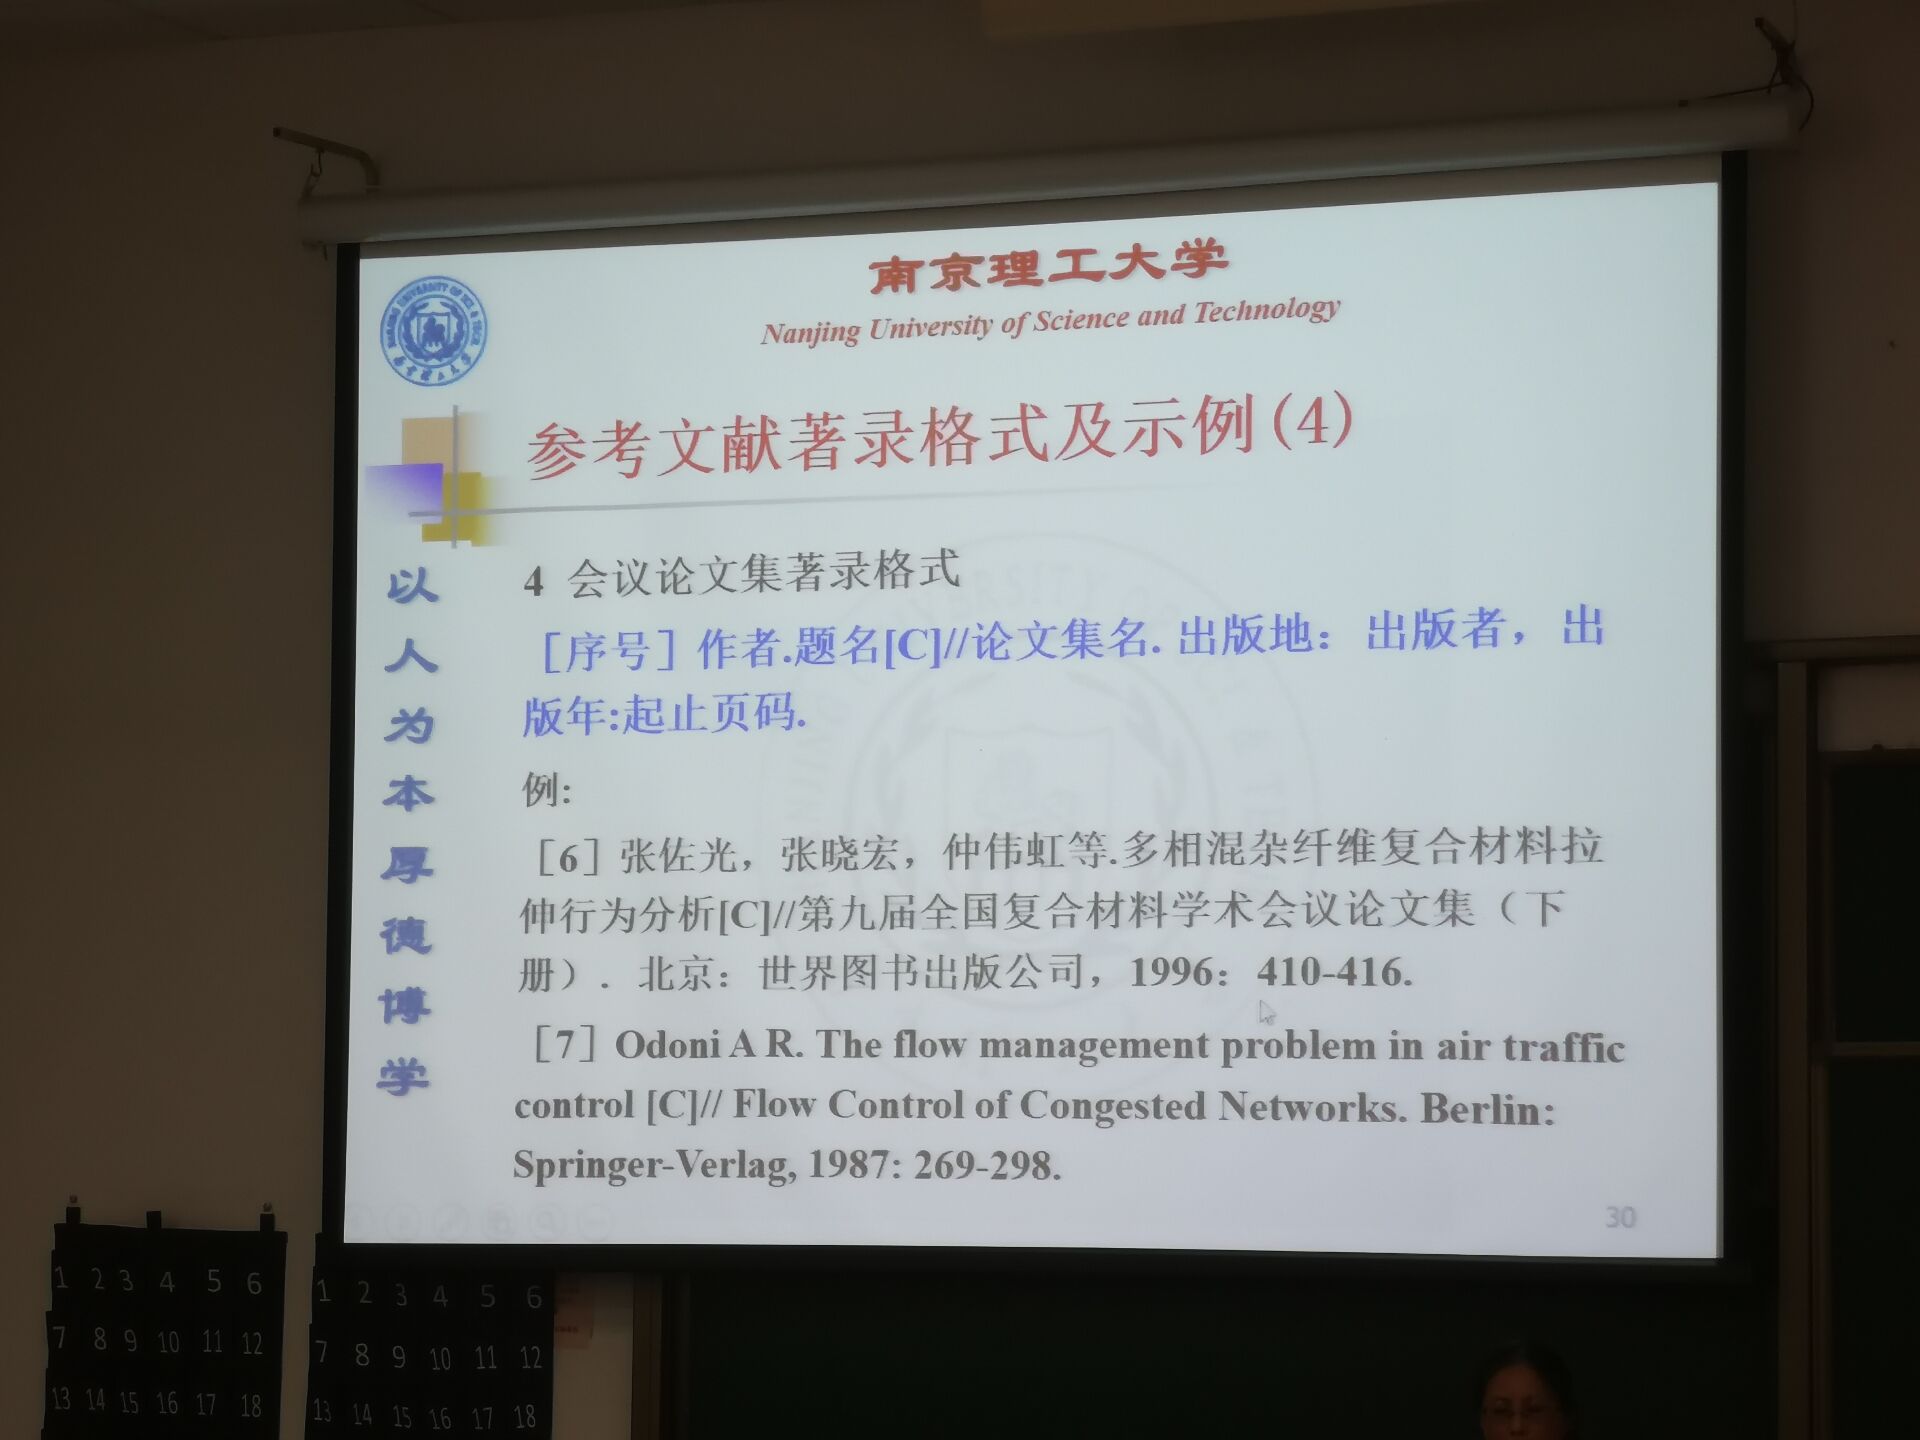 南京理工大学
Nanjing University of Science and Technology
参考文献著录格式及示例(4)
以人为本厚德博学
4 会议论文集著录格式
［序号］作者.题名[C]//论文集名. 出版地：出版者，出
版年:起止页码.
例:
［6］张佐光，张晓宏，仲伟虹等.多相混杂纤维复合材料拉
伸行为分析[C]//第九届全国复合材料学术会议论文集（下
册）. 北京：世界图书出版公司，1996：410-416.
［7］Odoni A R. The flow management problem in air traffic
control [C]// Flow Control of Congested Networks. Berlin:
Springer-Verlag, 1987: 269-298.
30
1 2 3 4 5 6
7 8 9 10 11 12
13 14 15 16 17 18
1 2 3 4 5 6
7 8 9 10 11 12
13 14 15 16 17 18